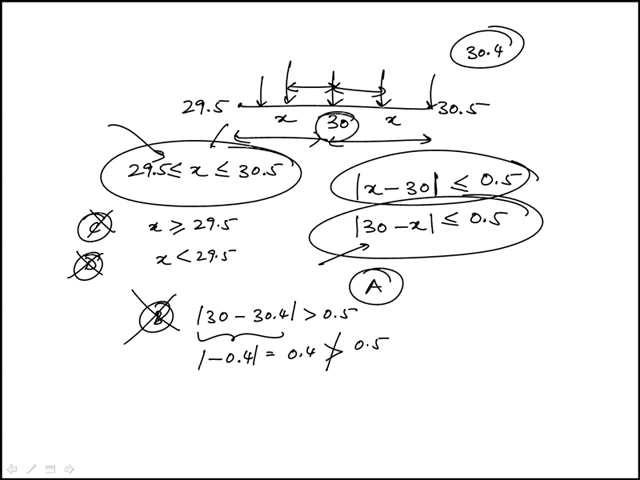 30.4
29.5 30.5
x 30 x
29.5 ≤ x ≤ 30.5
|x - 30| ≤ 0.5
|30 - x| ≤ 0.5
C x ≥ 29.5
D x < 29.5
A
B |30 - 30.4| > 0.5
|-0.4| = 0.4 ≯ 0.5